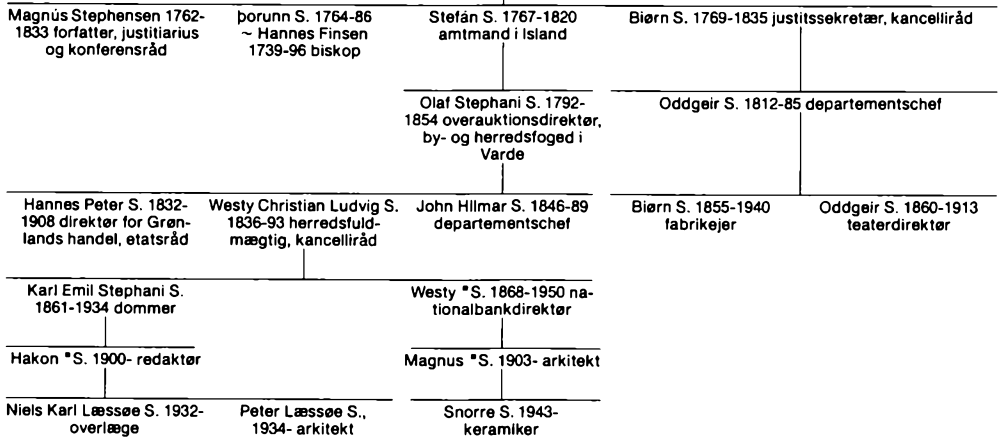 Magnús Stephensen 1762-
1833 forfatter, justitiarius
og konferensråd
Þorunn S. 1764-86
~ Hannes Finsen
1739-96 biskop
Stefán S. 1767-1820
amtmand i Island
Biørn S. 1769-1835 justitssekretær, kancelliråd
Olaf Stephani S. 1792-
1854 overauktionsdirektør,
by- og herredsfoged i
Varde
Oddgeir S. 1812-85 departementschef
Hannes Peter S. 1832-
1908 direktør for Grøn-
lands handel, etatsråd
Westy Christian Ludvig S.
1836-93 herredsfuld-
mægtig, kancelliråd
John Hilmar S. 1846-89
departementschef
Biørn S. 1855-1940
fabrikejer
Oddgeir S. 1860-1913
teaterdirektør
Karl Emil Stephani S.
1861-1934 dommer
Westy *S. 1868-1950 na-
tionalbankdirektør
Hakon *S. 1900- redaktør
Magnus *S. 1903- arkitekt
Niels Karl Læssøe S. 1932-
overlæge
Peter Læssøe S.,
1934- arkitekt
Snorre S. 1943-
keramiker